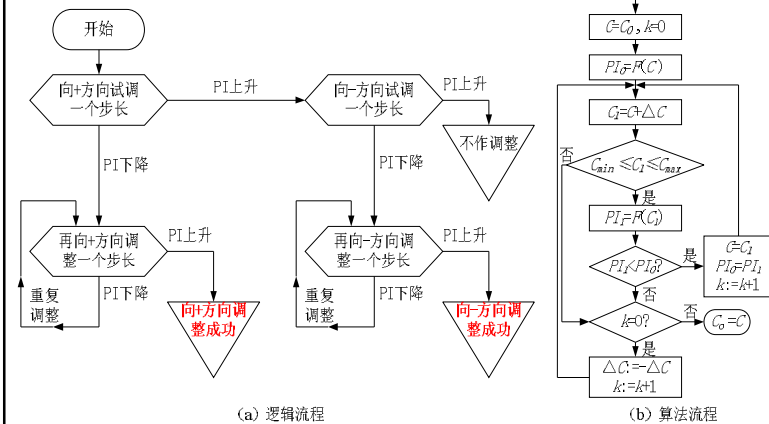 开始
向+方向试调
一个步长
PI上升
向-方向试调
一个步长
PI上升
不作调整
PI下降
PI下降
再向+方向调
整一个步长
PI上升
再向-方向调
整一个步长
PI上升
重复
调整
PI下降
重复
调整
PI下降
向+方向调
整成功
向-方向调
整成功
(a) 逻辑流程
C=C₀, k=0
PI₀=F(C)
C₁=C+△C
否
Cmin≤C₁≤Cmax
是
PI₁=F(C₁)
PI₁<PI₀?
是
C=C₁
PI₀=PI₁
k:=k+1
否
k=0?
否
Cₒ=C
是
△C:=-△C
k:=k+1
(b) 算法流程